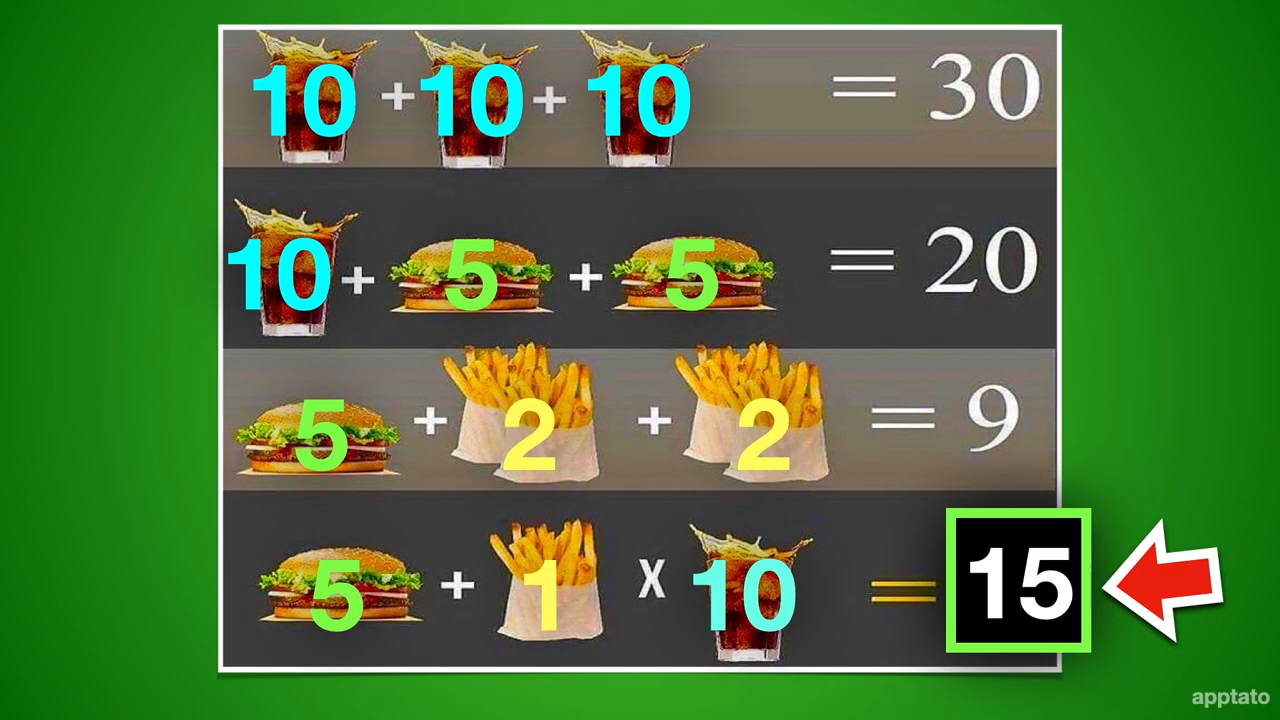 10 + 10 + 10 = 30
10 + 5 + 5 = 20
5 + 2 + 2 = 9
5 + 1 x 10 = 15
apptato